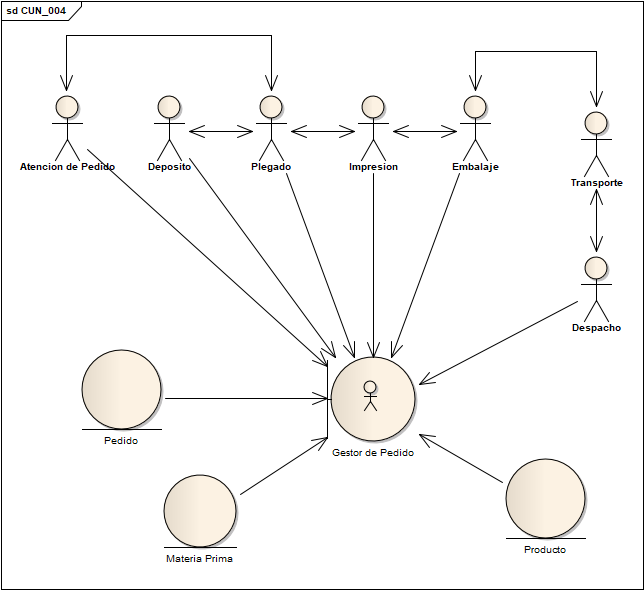 sd CUN_004
Atencion de Pedido
Deposito
Plegado
Impresion
Embalaje
Transporte
Despacho
Pedido
Gestor de Pedido
Materia Prima
Producto